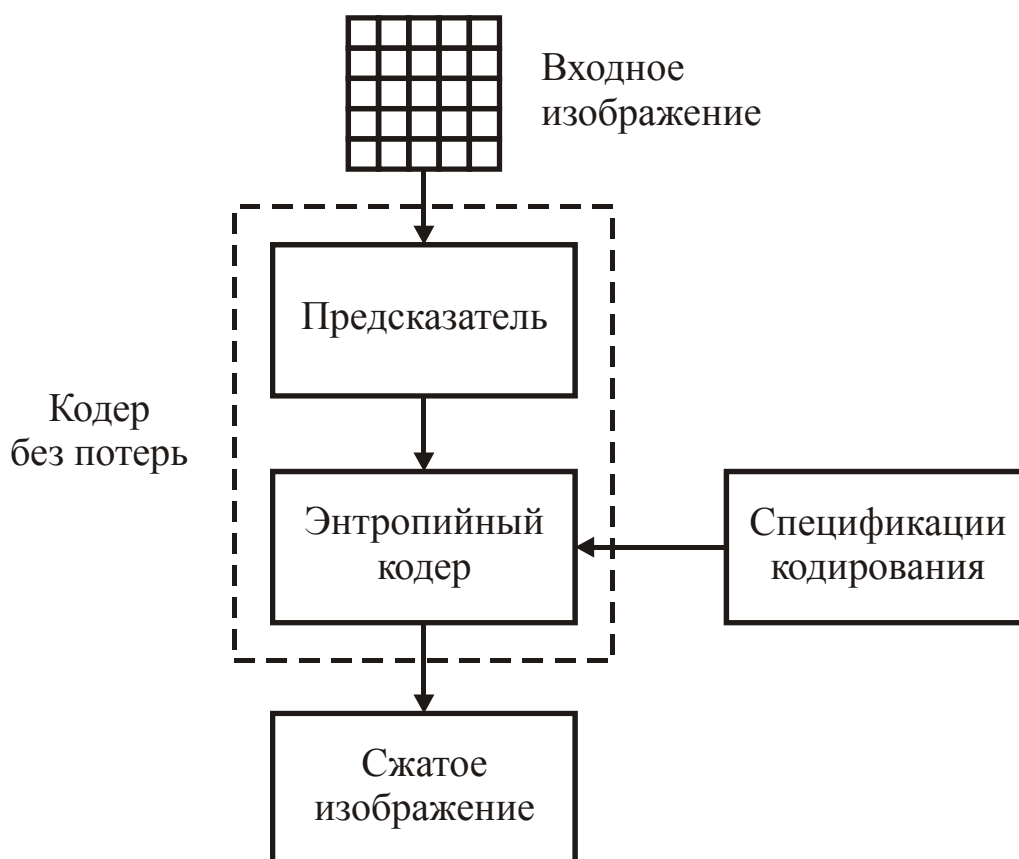 Входное
изображение
Предсказатель
Кодер
без потерь
Энтропийный
кодер
Спецификации
кодирования
Сжатое
изображение